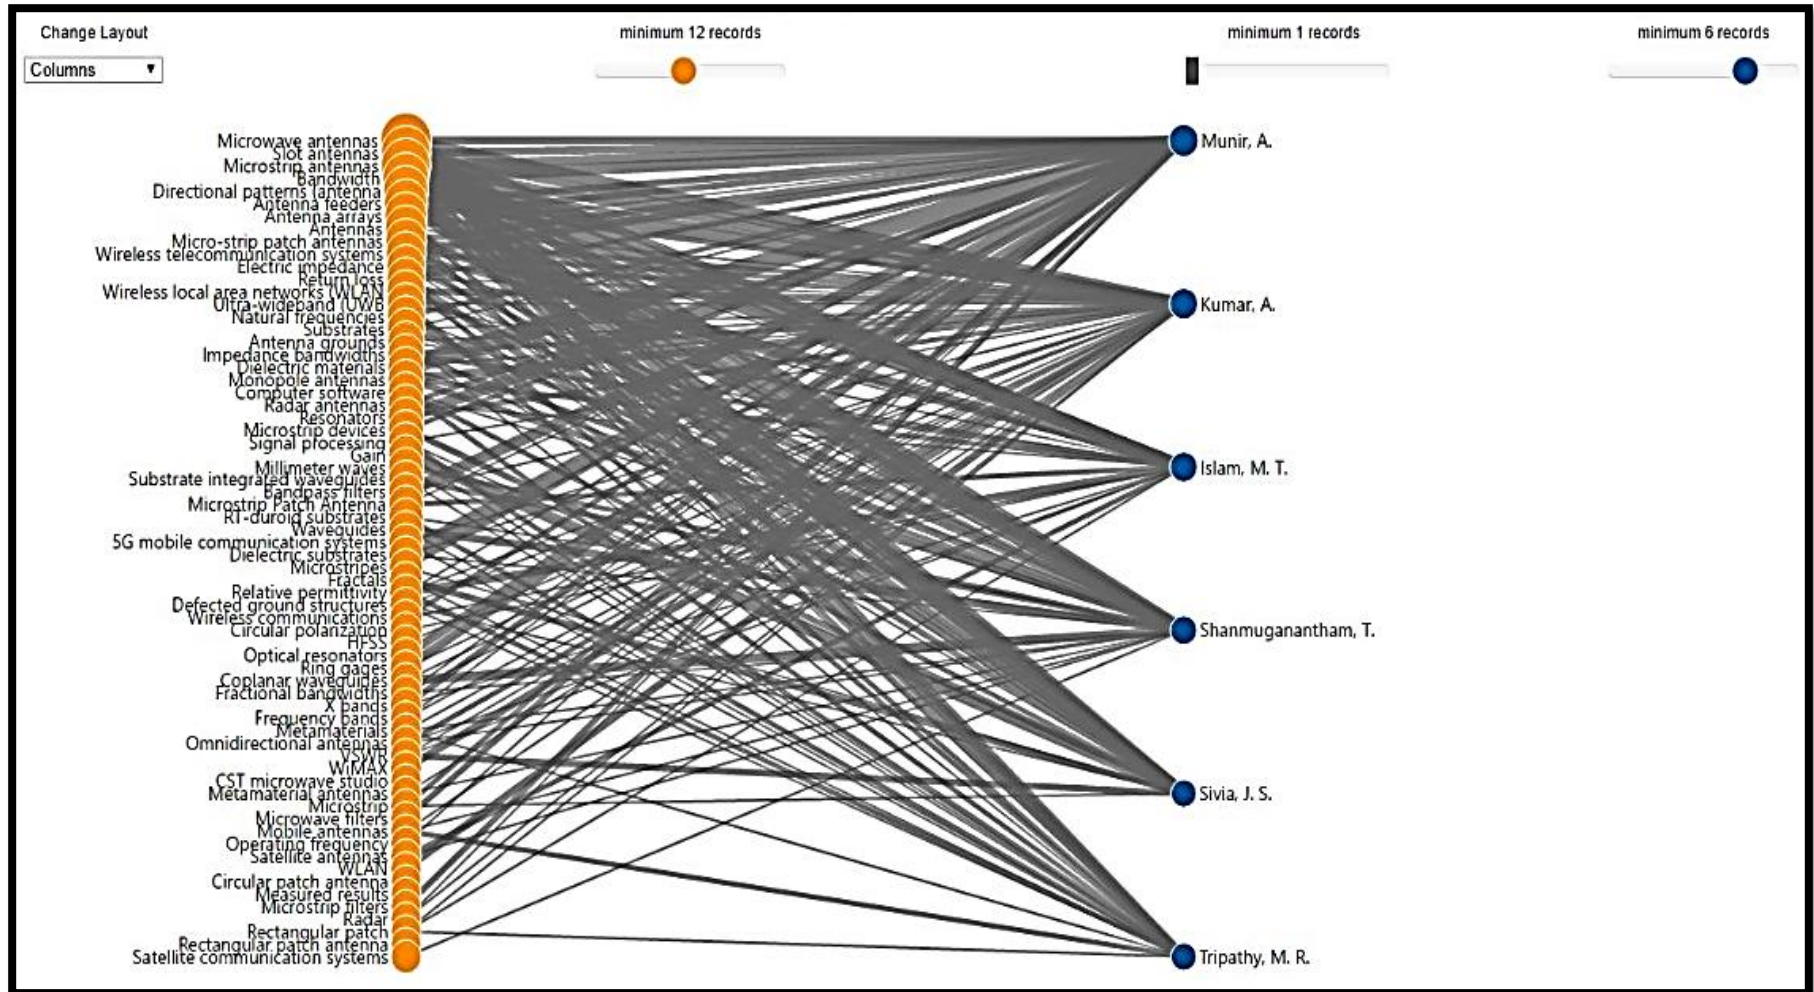 Change Layout
minimum 12 records
minimum 1 records
minimum 6 records
Columns
Microwave antennas
Slot antennas
Microstrip antennas
Bandwidth
Directional patterns (antenna
Antenna feeders
Antenna arrays
Antennas
Micro-strip patch antennas
Wireless telecommunication systems
Electric impedance
Return loss
Wireless local area networks (WLAN
Ultra-wideband (UWB
Natural frequencies
Substrates
Antenna grounds
Impedance bandwidths
Dielectric materials
Monopole antennas
Computer software
Radar antennas
Resonators
Microstrip devices
Signal processing
Gain
Millimeter waves
Substrate integrated waveguides
Bandpass filters
Microstrip Patch Antenna
RT-duroid substrates
Waveguides
5G mobile communication systems
Dielectric substrates
Microstripes
Fractals
Relative permittivity
Defected ground structures
Wireless communications
Circular polarization
HFSS
Optical resonators
Ring gages
Coplanar waveguides
Fractional bandwidths
X bands
Frequency bands
Metamaterials
Omnidirectional antennas
VSWR
WiMAX
CST microwave studio
Metamaterial antennas
Microstrip
Microwave filters
Mobile antennas
Operating frequency
Satellite antennas
WLAN
Circular patch antenna
Measured results
Microstrip filters
Radar
Rectangular patch
Rectangular patch antenna
Satellite communication systems
Munir, A.
Kumar, A.
Islam, M. T.
Shanmuganantham, T.
Sivia, J. S.
Tripathy, M. R.